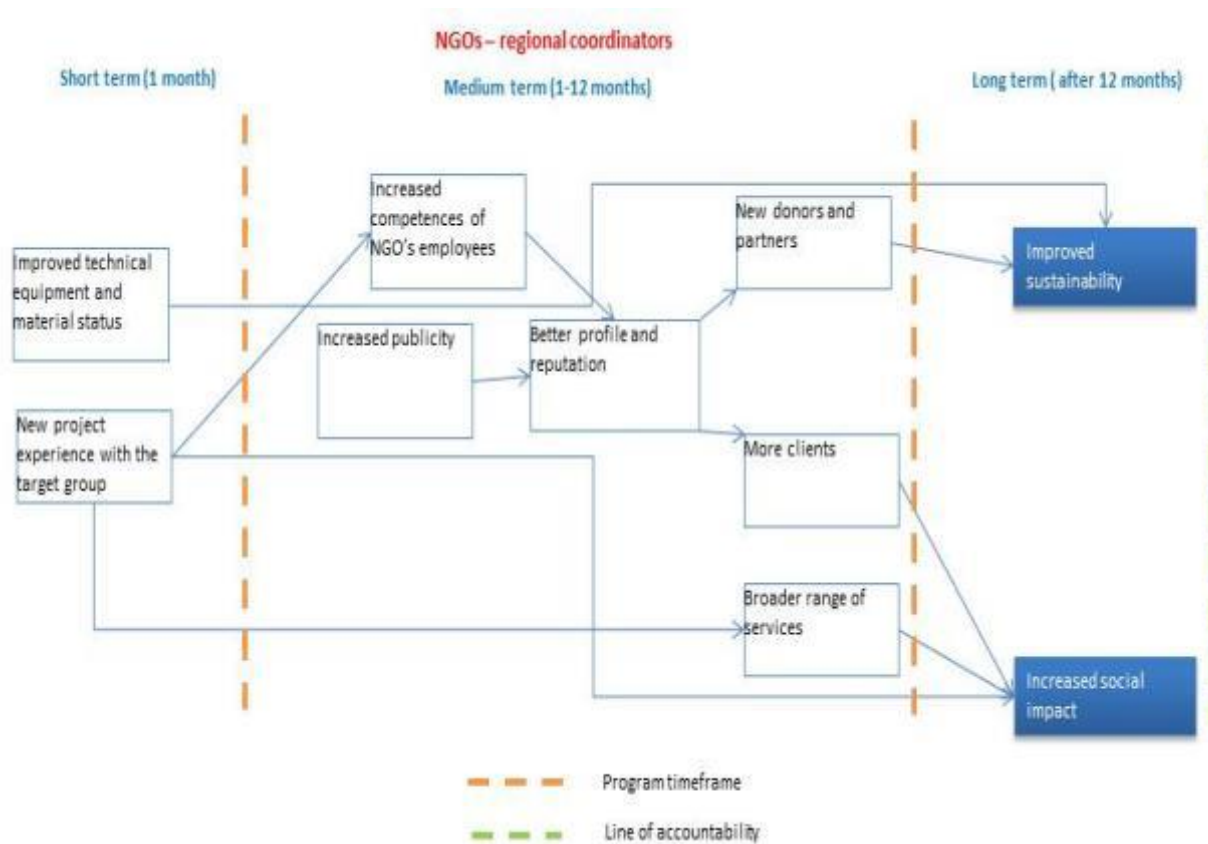 NGOs – regional coordinators
Short term (1 month)
Medium term (1-12 months)
Long term ( after 12 months)
Increased
competences of
NGO's employees
New donors and
partners
Improved technical
equipment and
material status
Improved
sustainability
Increased publicity
Better profile and
reputation
New project
experience with the
target group
More clients
Broader range of
services
Increased social
impact
Program timeframe
Line of accountability